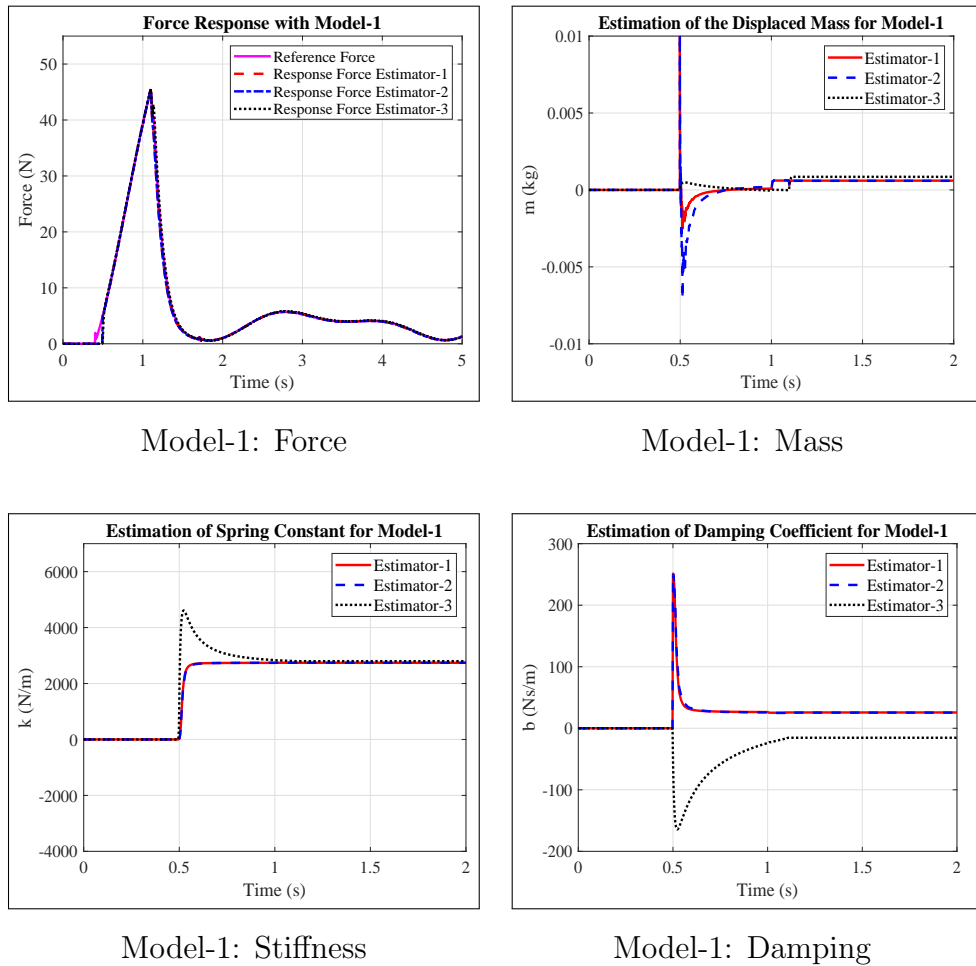 Force Response with Model-1
Reference Force
Response Force Estimator-1
Response Force Estimator-2
Response Force Estimator-3
Force (N)
50
40
30
20
10
0
0 1 2 3 4 5
Time (s)
Model-1: Force
Estimation of the Displaced Mass for Model-1
Estimator-1
Estimator-2
Estimator-3
m (kg)
0.01
0.005
0
-0.005
-0.01
0 0.5 1 1.5 2
Time (s)
Model-1: Mass
Estimation of Spring Constant for Model-1
Estimator-1
Estimator-2
Estimator-3
k (N/m)
6000
4000
2000
0
-2000
-4000
0 0.5 1 1.5 2
Time (s)
Model-1: Stiffness
Estimation of Damping Coefficient for Model-1
Estimator-1
Estimator-2
Estimator-3
b (Ns/m)
300
200
100
0
-100
-200
0 0.5 1 1.5 2
Time (s)
Model-1: Damping